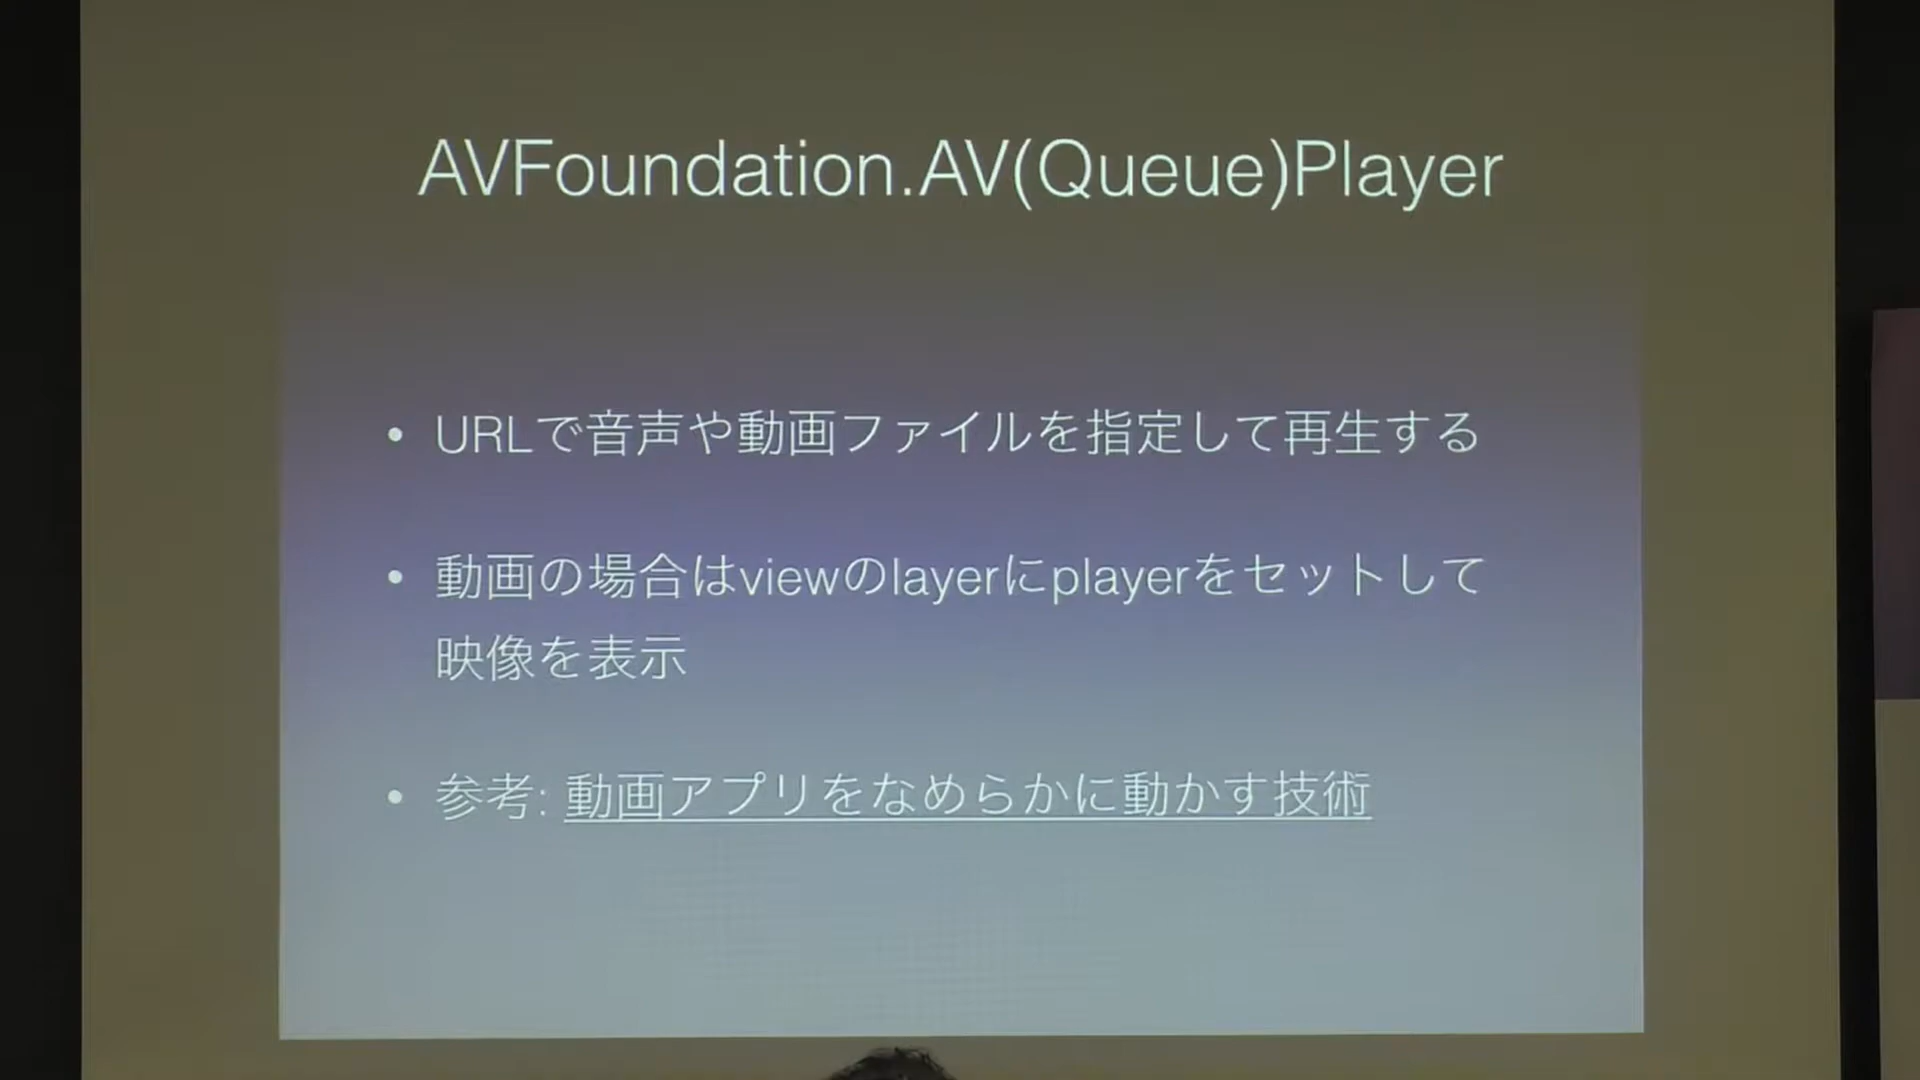 AVFoundation.AV(Queue)Player
• URLで音声や動画ファイルを指定して再生する
• 動画の場合はviewのlayerにplayerをセットして
映像を表示
• 参考: 動画アプリをなめらかに動かす技術